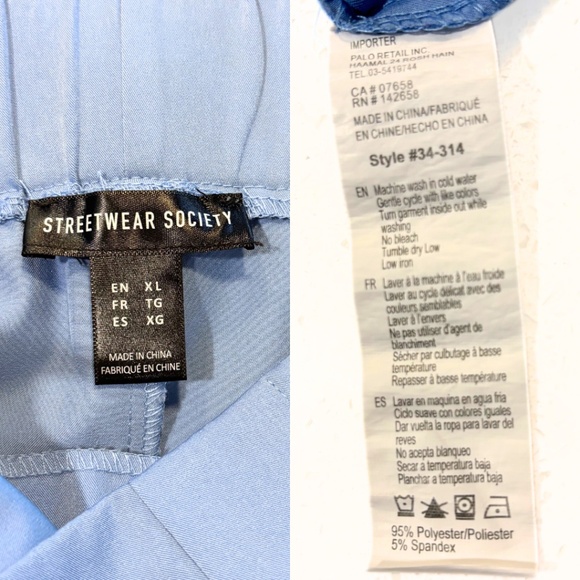 STREETWEAR SOCIETY
EN XL
FR TG
ES XG
MADE IN CHINA
FABRIQUÉ EN CHINE
IMPORTER
PALO RETAIL INC.
HAAMAL 24 ROSH HAIN
TEL.03-5419744
CA # 07658
RN # 142658
MADE IN CHINA/FABRIQUÉ
EN CHINE/HECHO EN CHINA
Style #34-314
EN Machine wash in cold water
Gentle cycle with like colors
Turn garment inside out while
washing
No bleach
Tumble dry Low
Low iron
FR Laver à la machine à l'eau froide
Laver au cycle délicat avec des
couleurs semblables
Laver à l'envers
Ne pas utiliser d'agent de
blanchiment
Sécher par culbutage à basse
température
Repasser à basse température
ES Lavar en maquina en agua fria
Ciclo suave con colores iguales
Dar vuelta la ropa para lavar del
reves
No acepta blanqueo
Secar a temperatura baja
Planchar a temperatura baja
95% Polyester/Poliester
5% Spandex